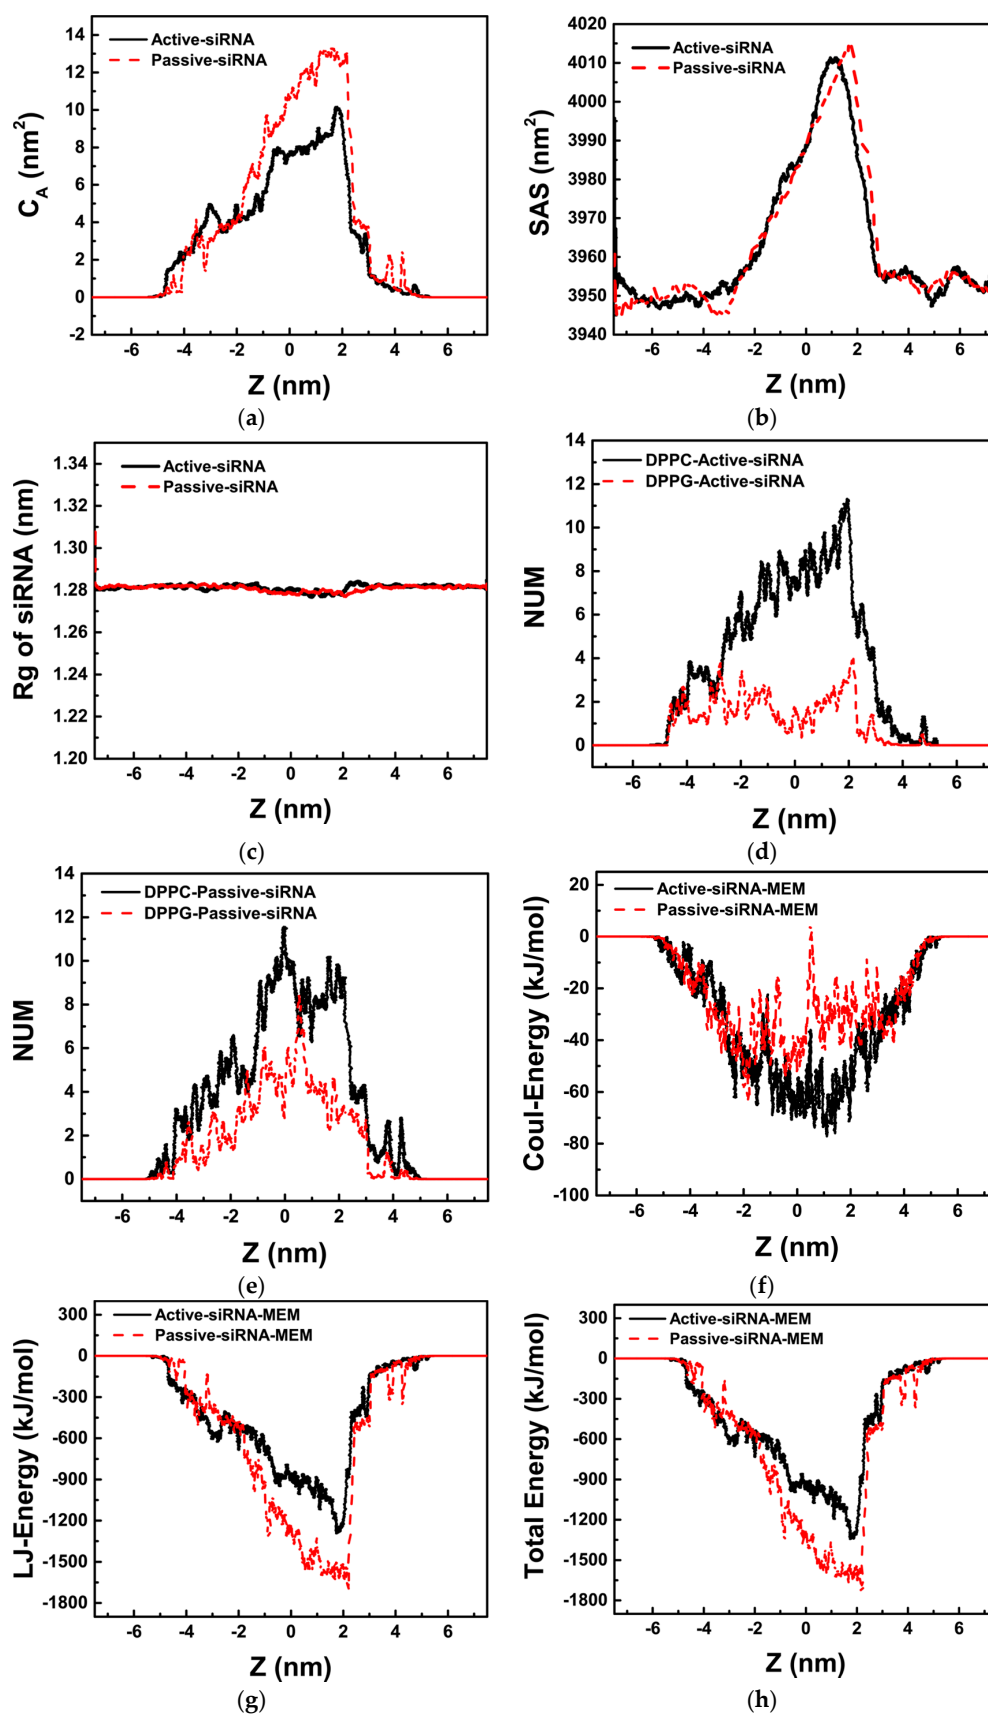 14
12
10
8
6
4
2
0
-2
C_A (nm²)
Active-siRNA
Passive-siRNA
-6 -4 -2 0 2 4 6
Z (nm)
(a)
4020
4010
4000
3990
3980
3970
3960
3950
3940
SAS (nm²)
Active-siRNA
Passive-siRNA
-6 -4 -2 0 2 4 6
Z (nm)
(b)
1.34
1.32
1.30
1.28
1.26
1.24
1.22
1.20
Rg of siRNA (nm)
Active-siRNA
Passive-siRNA
-6 -4 -2 0 2 4 6
Z (nm)
(c)
14
12
10
8
6
4
2
0
NUM
DPPC-Active-siRNA
DPPG-Active-siRNA
-6 -4 -2 0 2 4 6
Z (nm)
(d)
14
12
10
8
6
4
2
0
NUM
DPPC-Passive-siRNA
DPPG-Passive-siRNA
-6 -4 -2 0 2 4 6
Z (nm)
(e)
20
0
-20
-40
-60
-80
-100
Coul-Energy (kJ/mol)
Active-siRNA-MEM
Passive-siRNA-MEM
-6 -4 -2 0 2 4 6
Z (nm)
(f)
300
0
-300
-600
-900
-1200
-1500
-1800
LJ-Energy (kJ/mol)
Active-siRNA-MEM
Passive-siRNA-MEM
-6 -4 -2 0 2 4 6
Z (nm)
(g)
300
0
-300
-600
-900
-1200
-1500
-1800
Total Energy (kJ/mol)
Active-siRNA-MEM
Passive-siRNA-MEM
-6 -4 -2 0 2 4 6
Z (nm)
(h)